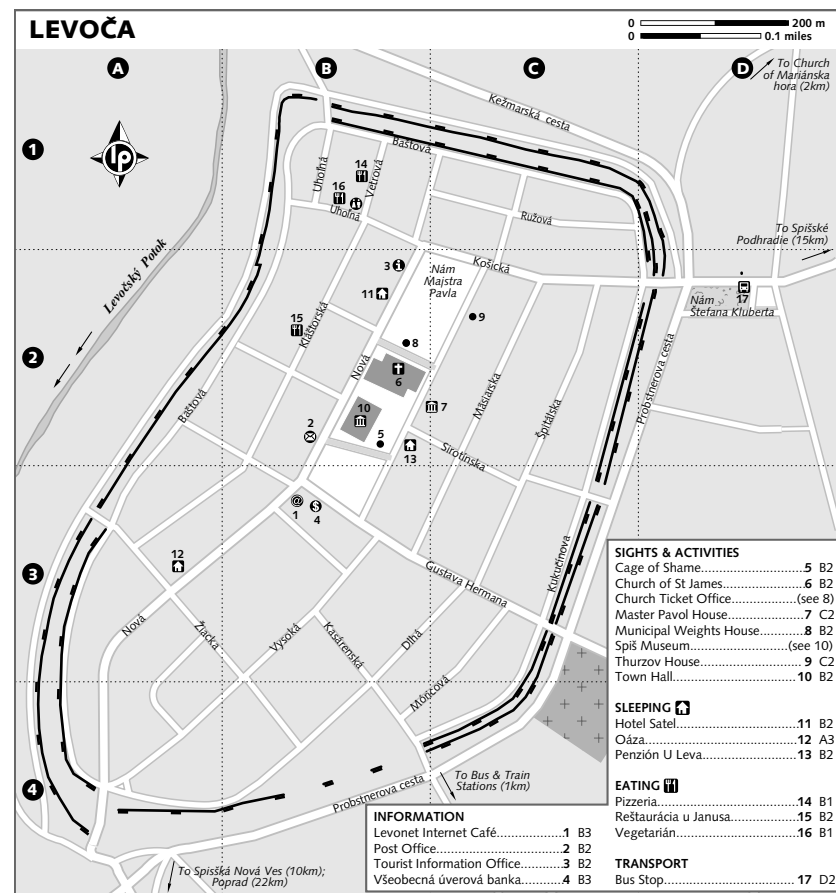 LEVOČA
0 200 m
0 0.1 miles
A
B
C
D
To Church
of Mariánska
hora (2km)
Kežmarská cesta
1
lp
Baštová
14
Uhoľná
Vetrová
16
Uhoľná
Ružová
To Spišské
Podhradie (15km)
Levočský Potok
3
Nám
Majstra
Pavla
Košická
11
17
Nám
Štefana Kluberta
Kláštorská
15
9
8
2
Nová
6
Probstnerova cesta
Mäsiarska
Špitálska
Baštová
7
10
2
5
13
Sirotínska
1
4
Kukučínova
3
12
Gustáva Hermana
Nová
Žiacka
Vysoká
Kasárenská
Dlhá
Môncová
4
Probstnerova cesta
To Bus & Train
Stations (1km)
To Spišská Nová Ves (10km);
Poprad (22km)
INFORMATION
Levonet Internet Café 1 B3
Post Office 2 B2
Tourist Information Office 3 B2
Všeobecná úverová banka 4 B3
SIGHTS & ACTIVITIES
Cage of Shame 5 B2
Church of St James 6 B2
Church Ticket Office (see 8)
Master Pavol House 7 C2
Municipal Weights House 8 B2
Spiš Museum (see 10)
Thurzov House 9 C2
Town Hall 10 B2
SLEEPING
Hotel Satel 11 B2
Oáza 12 A3
Penzión U Leva 13 B2
EATING
Pizzeria 14 B1
Reštaurácia u Janusa 15 B2
Vegetarián 16 B1
TRANSPORT
Bus Stop 17 D2